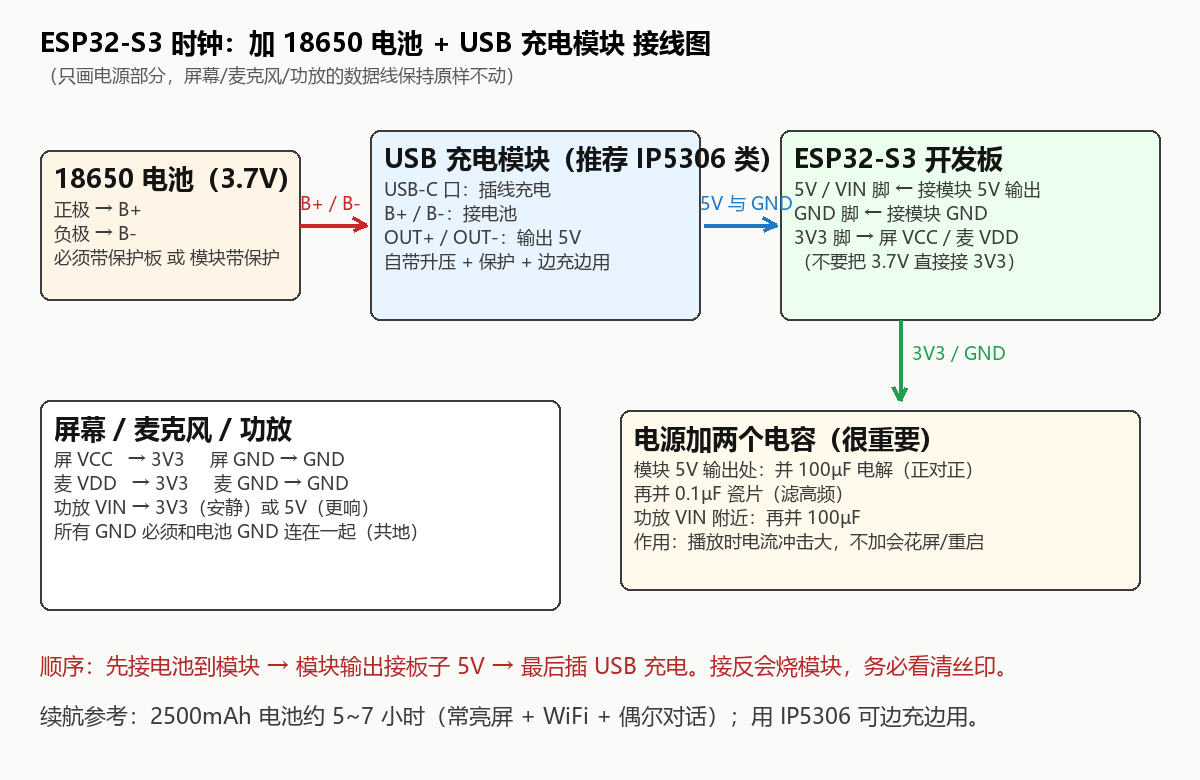 ESP32-S3 时钟：加 18650 电池 + USB 充电模块 接线图
（只画电源部分，屏幕/麦克风/功放的数据线保持原样不动）
18650 电池（3.7V）
正极 → B+
负极 → B-
必须带保护板 或 模块带保护
B+ / B-
USB 充电模块（推荐 IP5306 类）
USB-C 口：插线充电
B+ / B-：接电池
OUT+ / OUT-：输出 5V
自带升压 + 保护 + 边充边用
5V 与 GND
ESP32-S3 开发板
5V / VIN 脚 ← 接模块 5V 输出
GND 脚 ← 接模块 GND
3V3 脚 → 屏 VCC / 麦 VDD
（不要把 3.7V 直接接 3V3）
3V3 / GND
屏幕 / 麦克风 / 功放
屏 VCC → 3V3 屏 GND → GND
麦 VDD → 3V3 麦 GND → GND
功放 VIN → 3V3（安静）或 5V（更响）
所有 GND 必须和电池 GND 连在一起（共地）
电源加两个电容（很重要）
模块 5V 输出处：并 100μF 电解（正对正）
再并 0.1μF 瓷片（滤高频）
功放 VIN 附近：再并 100μF
作用：播放时电流冲击大，不加会花屏/重启
顺序：先接电池到模块 → 模块输出接板子 5V → 最后插 USB 充电。接反会烧模块，务必看清丝印。
续航参考：2500mAh 电池约 5~7 小时（常亮屏 + WiFi + 偶尔对话）；用 IP5306 可边充边用。